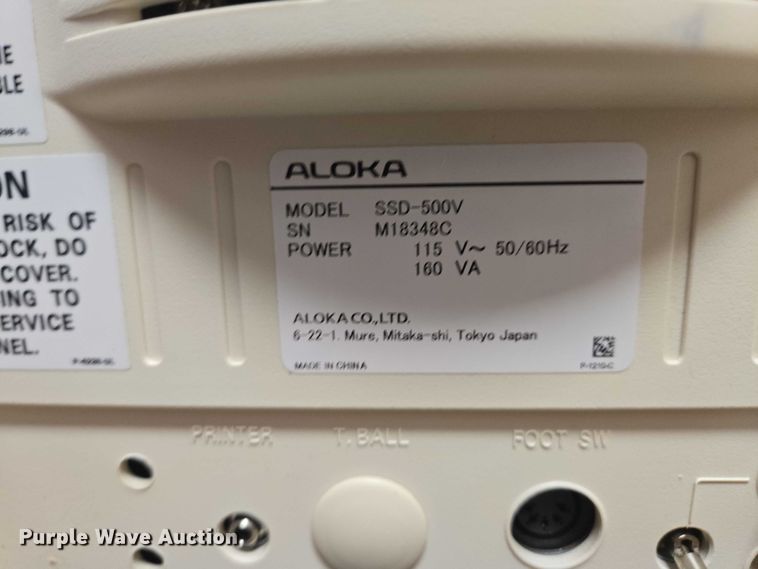 E
LE
ON
RISK OF
OCK, DO
COVER.
ING TO
ERVICE
NEL.
ALOKA
MODEL SSD-500V
SN M18348C
POWER 115 V~ 50/60Hz
160 VA
ALOKA CO.,LTD.
6-22-1. Mure, Mitaka-shi, Tokyo Japan
MADE IN CHINA P-1210-C
PRINTER T.BALL FOOT SW
Purple Wave Auction